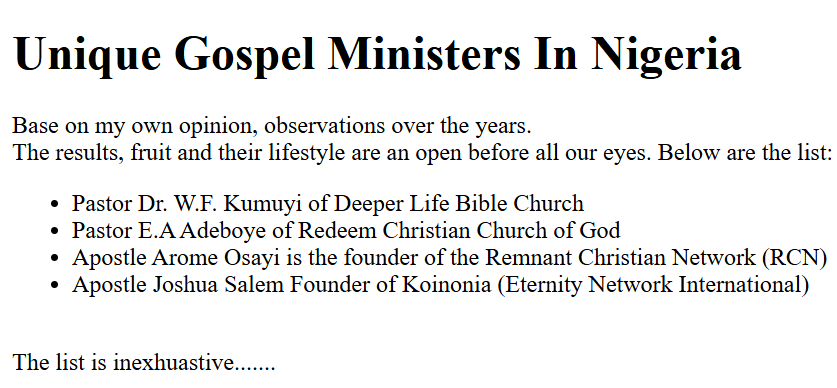 Unique Gospel Ministers In Nigeria
Base on my own opinion, observations over the years.
The results, fruit and their lifestyle are an open before all our eyes. Below are the list:
• Pastor Dr. W.F. Kumuyi of Deeper Life Bible Church
• Pastor E.A Adeboye of Redeem Christian Church of God
• Apostle Arome Osayi is the founder of the Remnant Christian Network (RCN)
• Apostle Joshua Salem Founder of Koinonia (Eternity Network International)
The list is inexhuastive.......